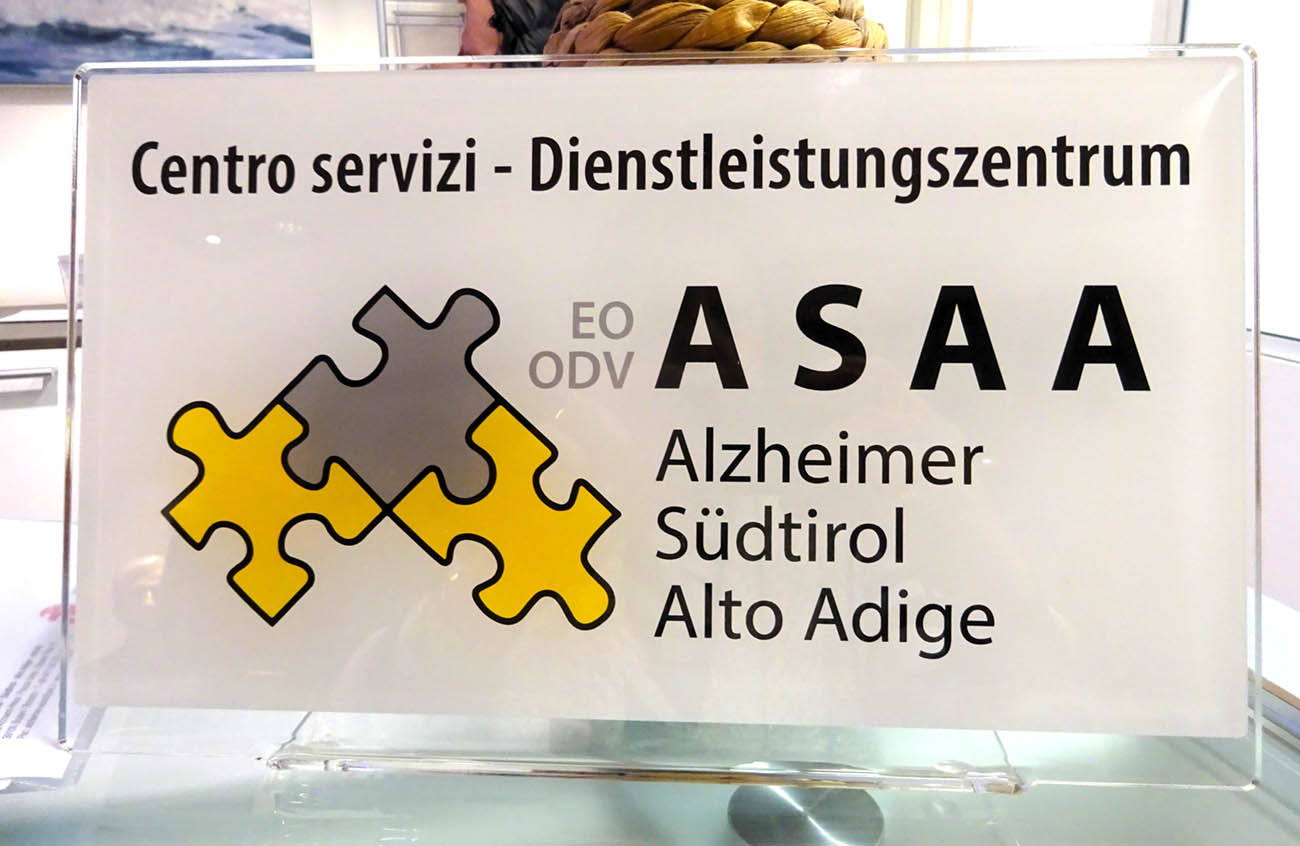 Centro servizi - Dienstleistungszentrum
EO
ODV
ASAA
Alzheimer
Südtirol
Alto Adige